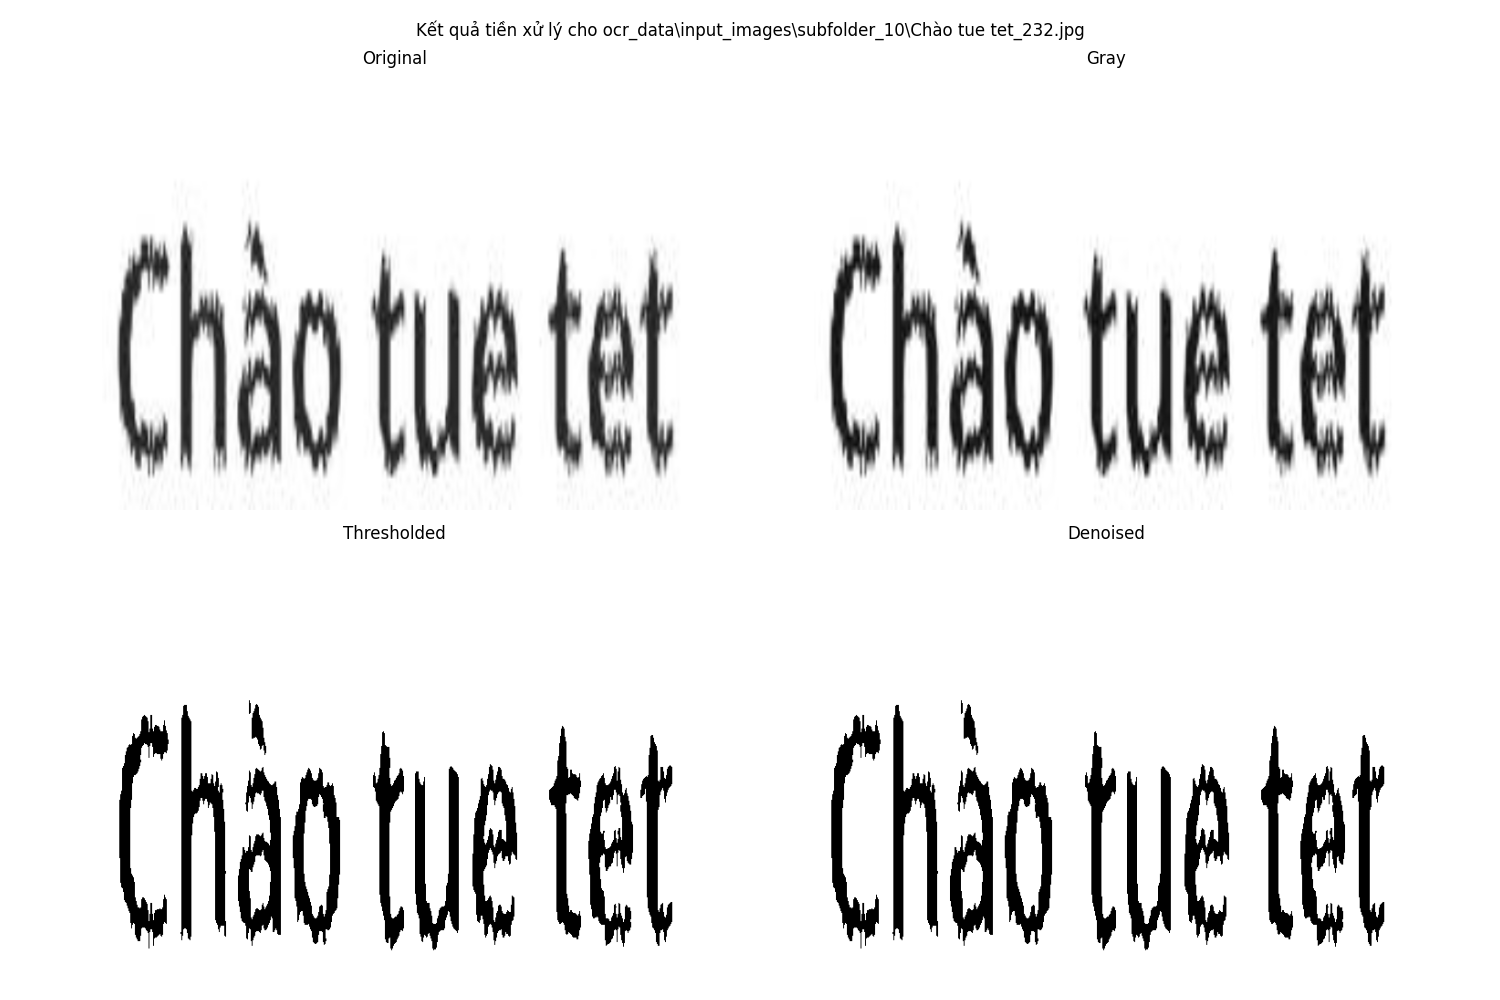 Kết quả tiền xử lý cho ocr_data\input_images\subfolder_10\Chào tue tet_232.jpg
Original
Gray
Chào tue tet
Chào tue tet
Thresholded
Denoised
Chào tue tet
Chào tue tet